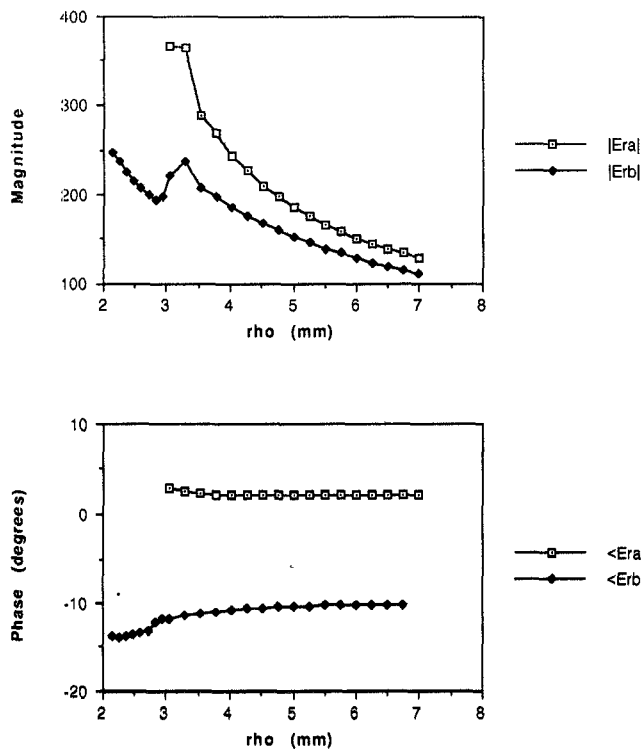 400
300
200
100
Magnitude
2 3 4 5 6 7 8
rho (mm)
|Era|
|Erb|
10
0
-10
-20
Phase (degrees)
2 3 4 5 6 7 8
rho (mm)
<Era
<Erb